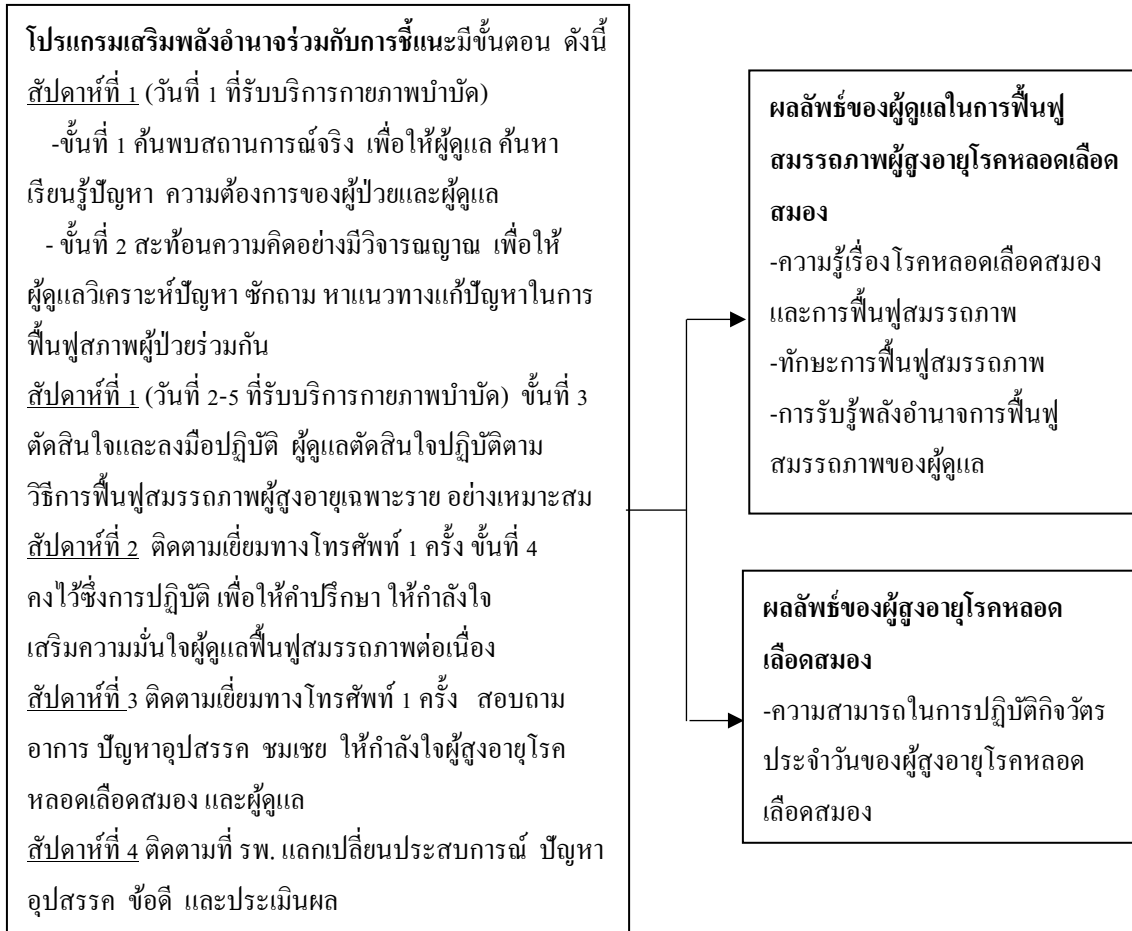 โปรแกรมเสริมพลังอำนาจร่วมกับการชี้แนะมีขั้นตอน ดังนี้
สัปดาห์ที่ 1 (วันที่ 1 ที่รับบริการกายภาพบำบัด)
-ขั้นที่ 1 ค้นพบสถานการณ์จริง เพื่อให้ผู้ดูแล ค้นหา
เรียนรู้ปัญหา ความต้องการของผู้ป่วยและผู้ดูแล
- ขั้นที่ 2 สะท้อนความคิดอย่างมีวิจารณญาณ เพื่อให้
ผู้ดูแลวิเคราะห์ปัญหา ซักถาม หาแนวทางแก้ปัญหาในการ
ฟื้นฟูสภาพผู้ป่วยร่วมกัน
สัปดาห์ที่ 1 (วันที่ 2-5 ที่รับบริการกายภาพบำบัด) ขั้นที่ 3
ตัดสินใจและลงมือปฏิบัติ ผู้ดูแลตัดสินใจปฏิบัติตาม
วิธีการฟื้นฟูสมรรถภาพผู้สูงอายุเฉพาะราย อย่างเหมาะสม
สัปดาห์ที่ 2 ติดตามเยี่ยมทางโทรศัพท์ 1 ครั้ง ขั้นที่ 4
คงไว้ซึ่งการปฏิบัติ เพื่อให้คำปรึกษา ให้กำลังใจ
เสริมความมั่นใจผู้ดูแลฟื้นฟูสมรรถภาพต่อเนื่อง
สัปดาห์ที่ 3 ติดตามเยี่ยมทางโทรศัพท์ 1 ครั้ง สอบถาม
อาการ ปัญหาอุปสรรค ชมเชย ให้กำลังใจผู้สูงอายุโรค
หลอดเลือดสมอง และผู้ดูแล
สัปดาห์ที่ 4 ติดตามที่ รพ. แลกเปลี่ยนประสบการณ์ ปัญหา
อุปสรรค ข้อดี และประเมินผล
ผลลัพธ์ของผู้ดูแลในการฟื้นฟู
สมรรถภาพผู้สูงอายุโรคหลอดเลือด
สมอง
-ความรู้เรื่องโรคหลอดเลือดสมอง
และการฟื้นฟูสมรรถภาพ
-ทักษะการฟื้นฟูสมรรถภาพ
-การรับรู้พลังอำนาจการฟื้นฟู
สมรรถภาพของผู้ดูแล
ผลลัพธ์ของผู้สูงอายุโรคหลอด
เลือดสมอง
-ความสามารถในการปฏิบัติกิจวัตร
ประจำวันของผู้สูงอายุโรคหลอด
เลือดสมอง